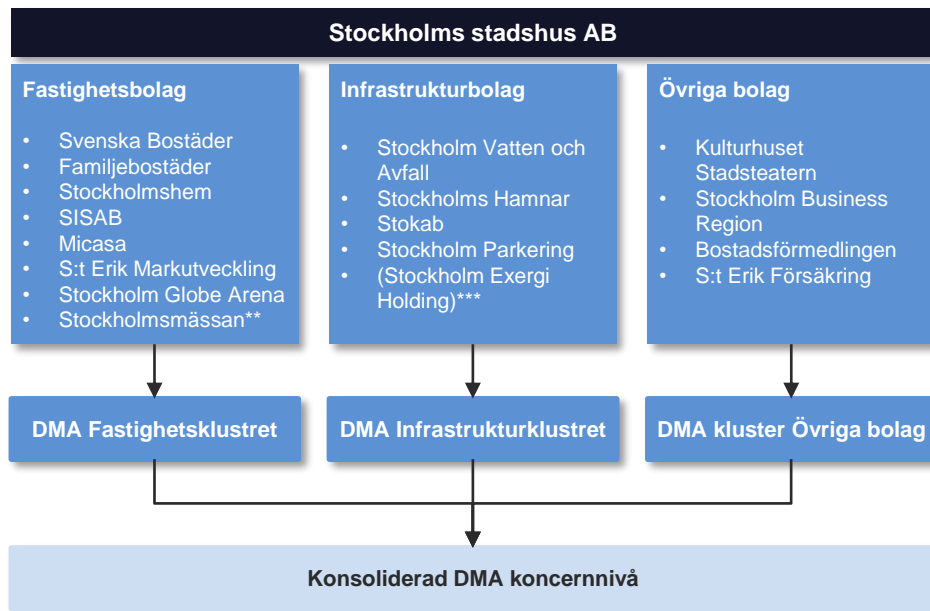 Stockholms stadshus AB
Fastighetsbolag
• Svenska Bostäder
• Familjebostäder
• Stockholmshem
• SISAB
• Micasa
• S:t Erik Markutveckling
• Stockholm Globe Arena
• Stockholmsmässan**
Infrastrukturbolag
• Stockholm Vatten och
Avfall
• Stockholms Hamnar
• Stokab
• Stockholm Parkering
• (Stockholm Exergi
Holding)***
Övriga bolag
• Kulturhuset
Stadsteatern
• Stockholm Business
Region
• Bostadsförmedlingen
• S:t Erik Försäkring
DMA Fastighetsklustret
DMA Infrastrukturklustret
DMA kluster Övriga bolag
Konsoliderad DMA koncernnivå